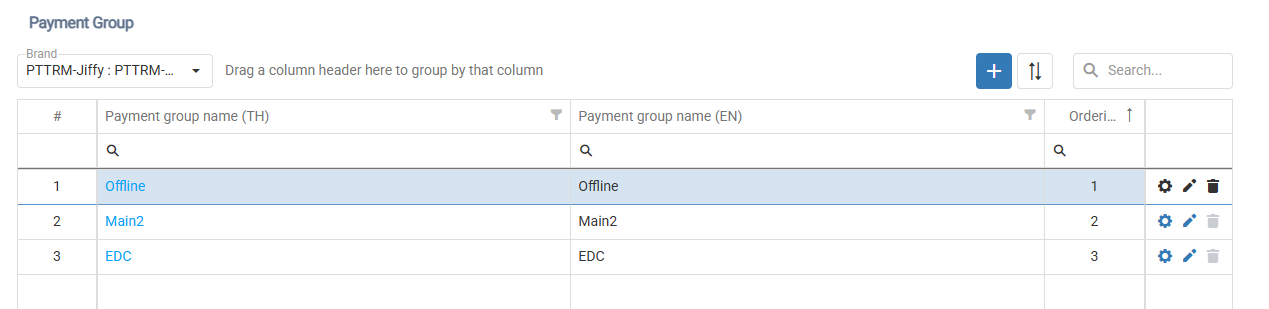 Payment Group
Brand
PTTRM-Jiffy : PTTRM-...
Drag a column header here to group by that column
Search...
# Payment group name (TH) Payment group name (EN) Orderi...
1 Offline Offline 1
2 Main2 Main2 2
3 EDC EDC 3